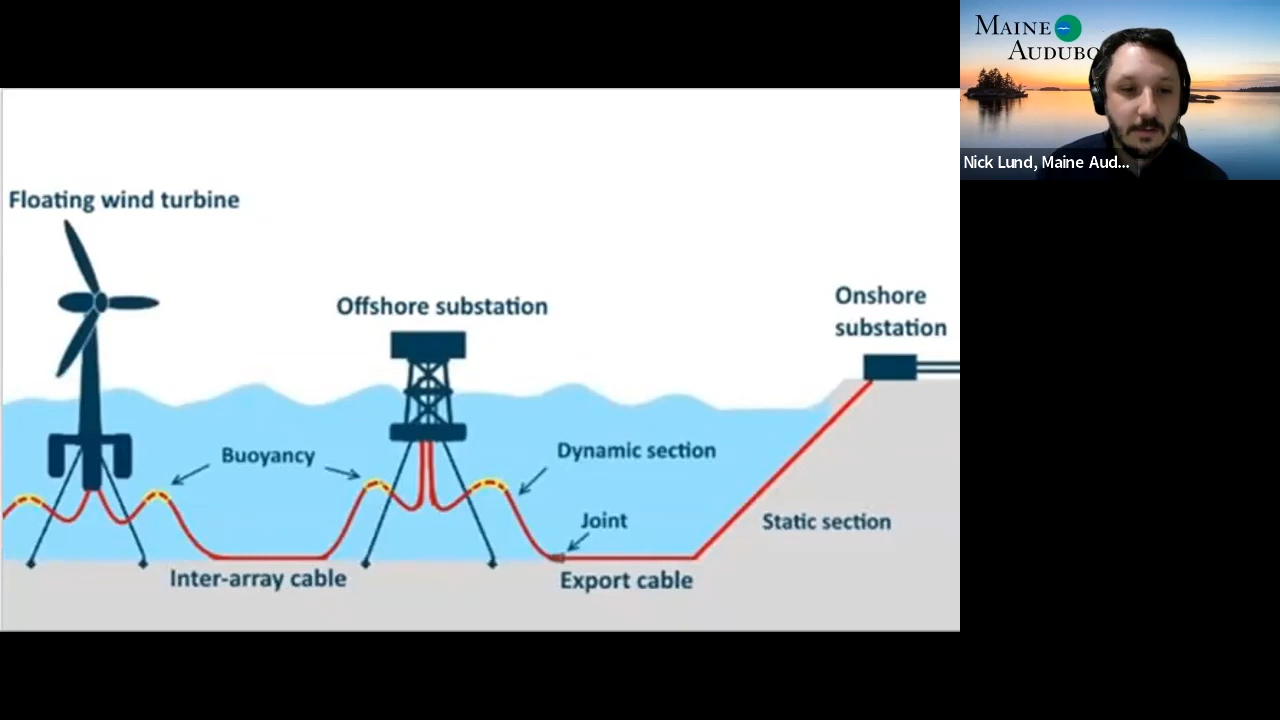 Floating wind turbine
Offshore substation
Onshore
substation
Buoyancy
Dynamic section
Joint
Static section
Inter-array cable
Export cable
MAINE
AUDUBO
Nick Lund, Maine Aud...